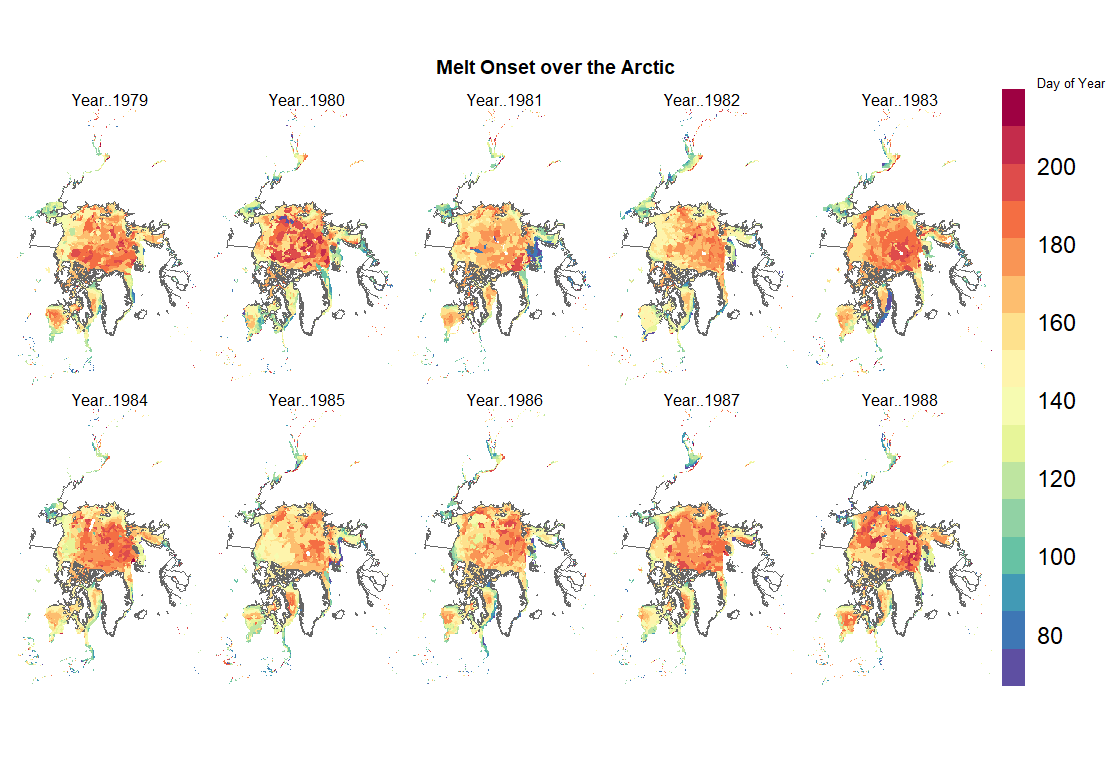 Melt Onset over the Arctic
Day of Year
Year..1979
Year..1980
Year..1981
Year..1982
Year..1983
Year..1984
Year..1985
Year..1986
Year..1987
Year..1988
200
180
160
140
120
100
80